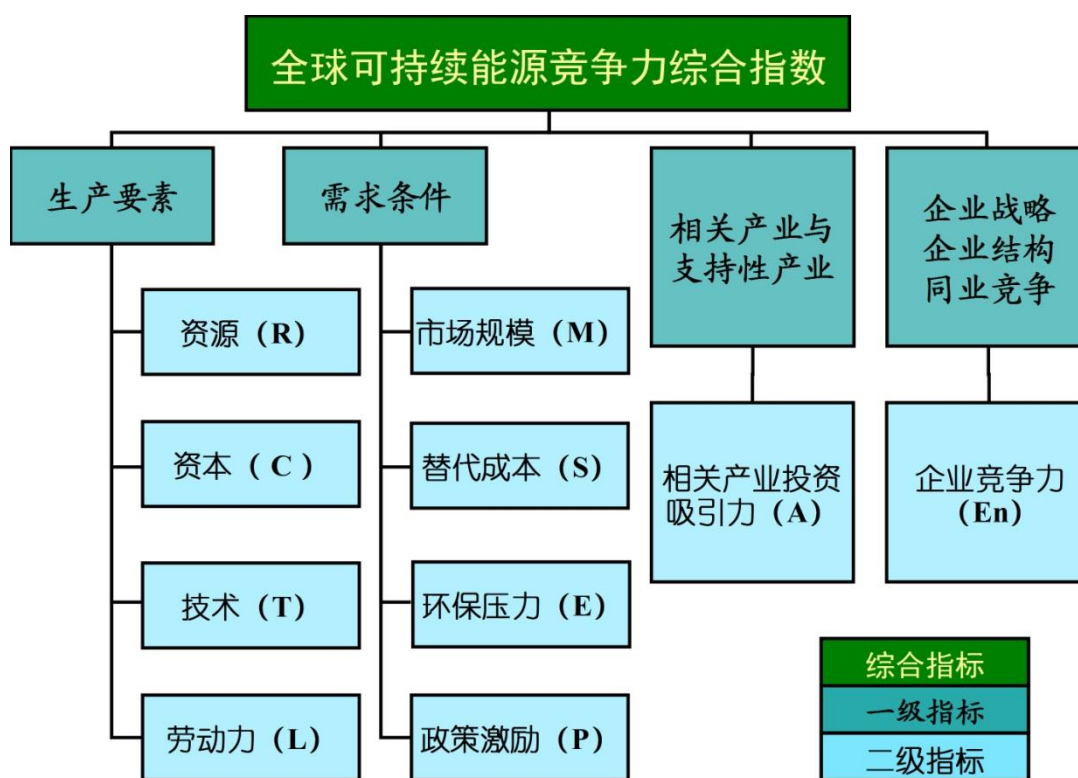 全球可持续能源竞争力综合指数
生产要素
资源（R）
资本（C）
技术（T）
劳动力（L）
需求条件
市场规模（M）
替代成本（S）
环保压力（E）
政策激励（P）
相关产业与
支持性产业
相关产业投资
吸引力（A）
企业战略
企业结构
同业竞争
企业竞争力
（En）
综合指标
一级指标
二级指标